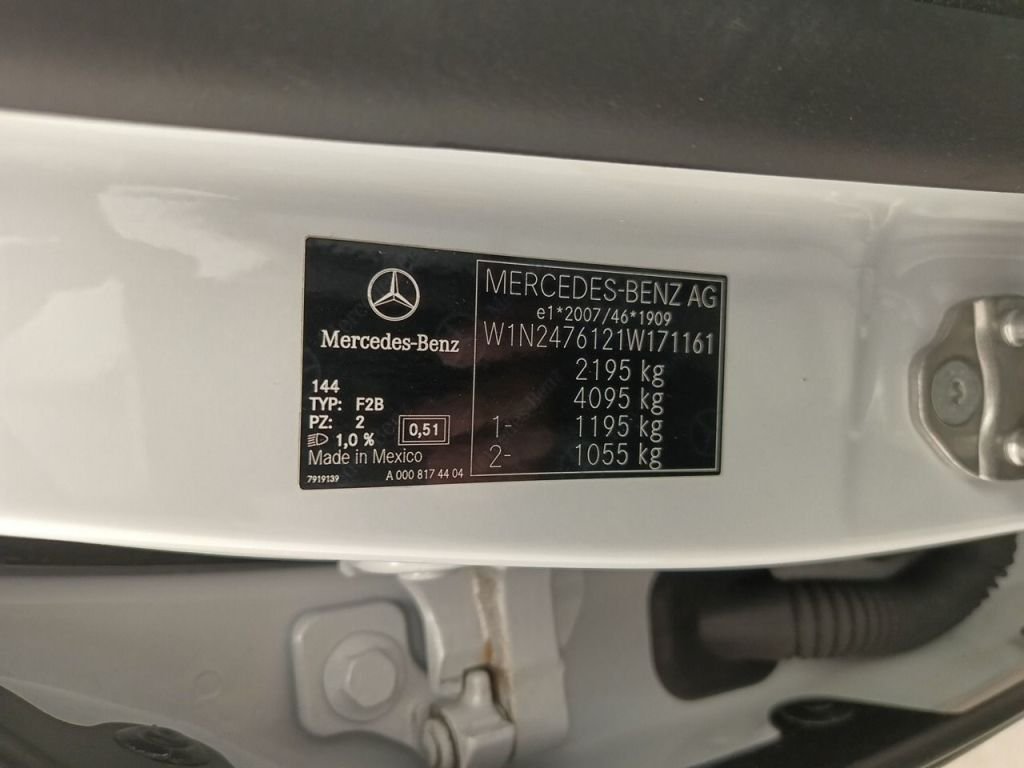 Mercedes-Benz
144
TYP: F2B
PZ: 2
1,0 %
0,51
Made in Mexico
7919139
A 000 817 44 04
MERCEDES-BENZ AG
e1*2007/46*1909
W1N2476121W171161
2195 kg
4095 kg
1- 1195 kg
2- 1055 kg